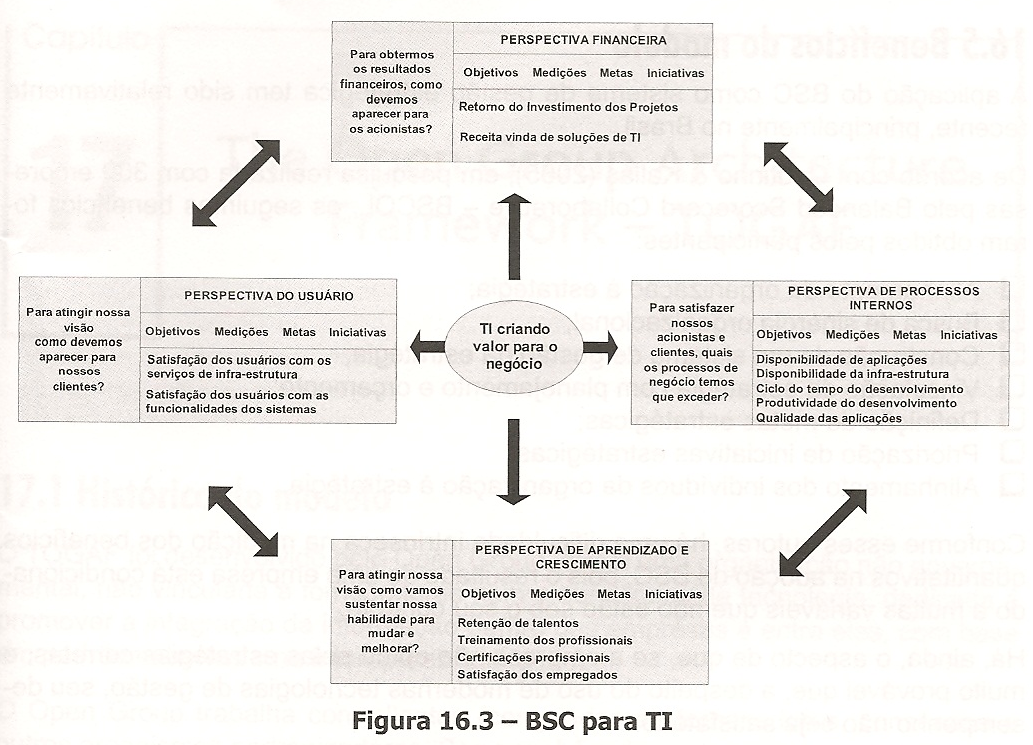 PERSPECTIVA FINANCEIRA
Para obtermos
os resultados
financeiros, como
devemos
aparecer para
os acionistas?
Objetivos Medições Metas Iniciativas
Retorno do Investimento dos Projetos
Receita vinda de soluções de TI
PERSPECTIVA DO USUÁRIO
Para atingir nossa
visão
como devemos
aparecer para
nossos
clientes?
Objetivos Medições Metas Iniciativas
Satisfação dos usuários com os
serviços de infra-estrutura
Satisfação dos usuários com as
funcionalidades dos sistemas
TI criando
valor para o
negócio
PERSPECTIVA DE PROCESSOS
INTERNOS
Para satisfazer
nossos
acionistas e
clientes, quais
os processos de
negócio temos
que exceder?
Objetivos Medições Metas Iniciativas
Disponibilidade de aplicações
Disponibilidade da infra-estrutura
Ciclo do tempo do desenvolvimento
Produtividade do desenvolvimento
Qualidade das aplicações
PERSPECTIVA DE APRENDIZADO E
CRESCIMENTO
Para atingir nossa
visão como vamos
sustentar nossa
habilidade para
mudar e
melhorar?
Objetivos Medições Metas Iniciativas
Retenção de talentos
Treinamento dos profissionais
Certificações profissionais
Satisfação dos empregados
Figura 16.3 – BSC para TI